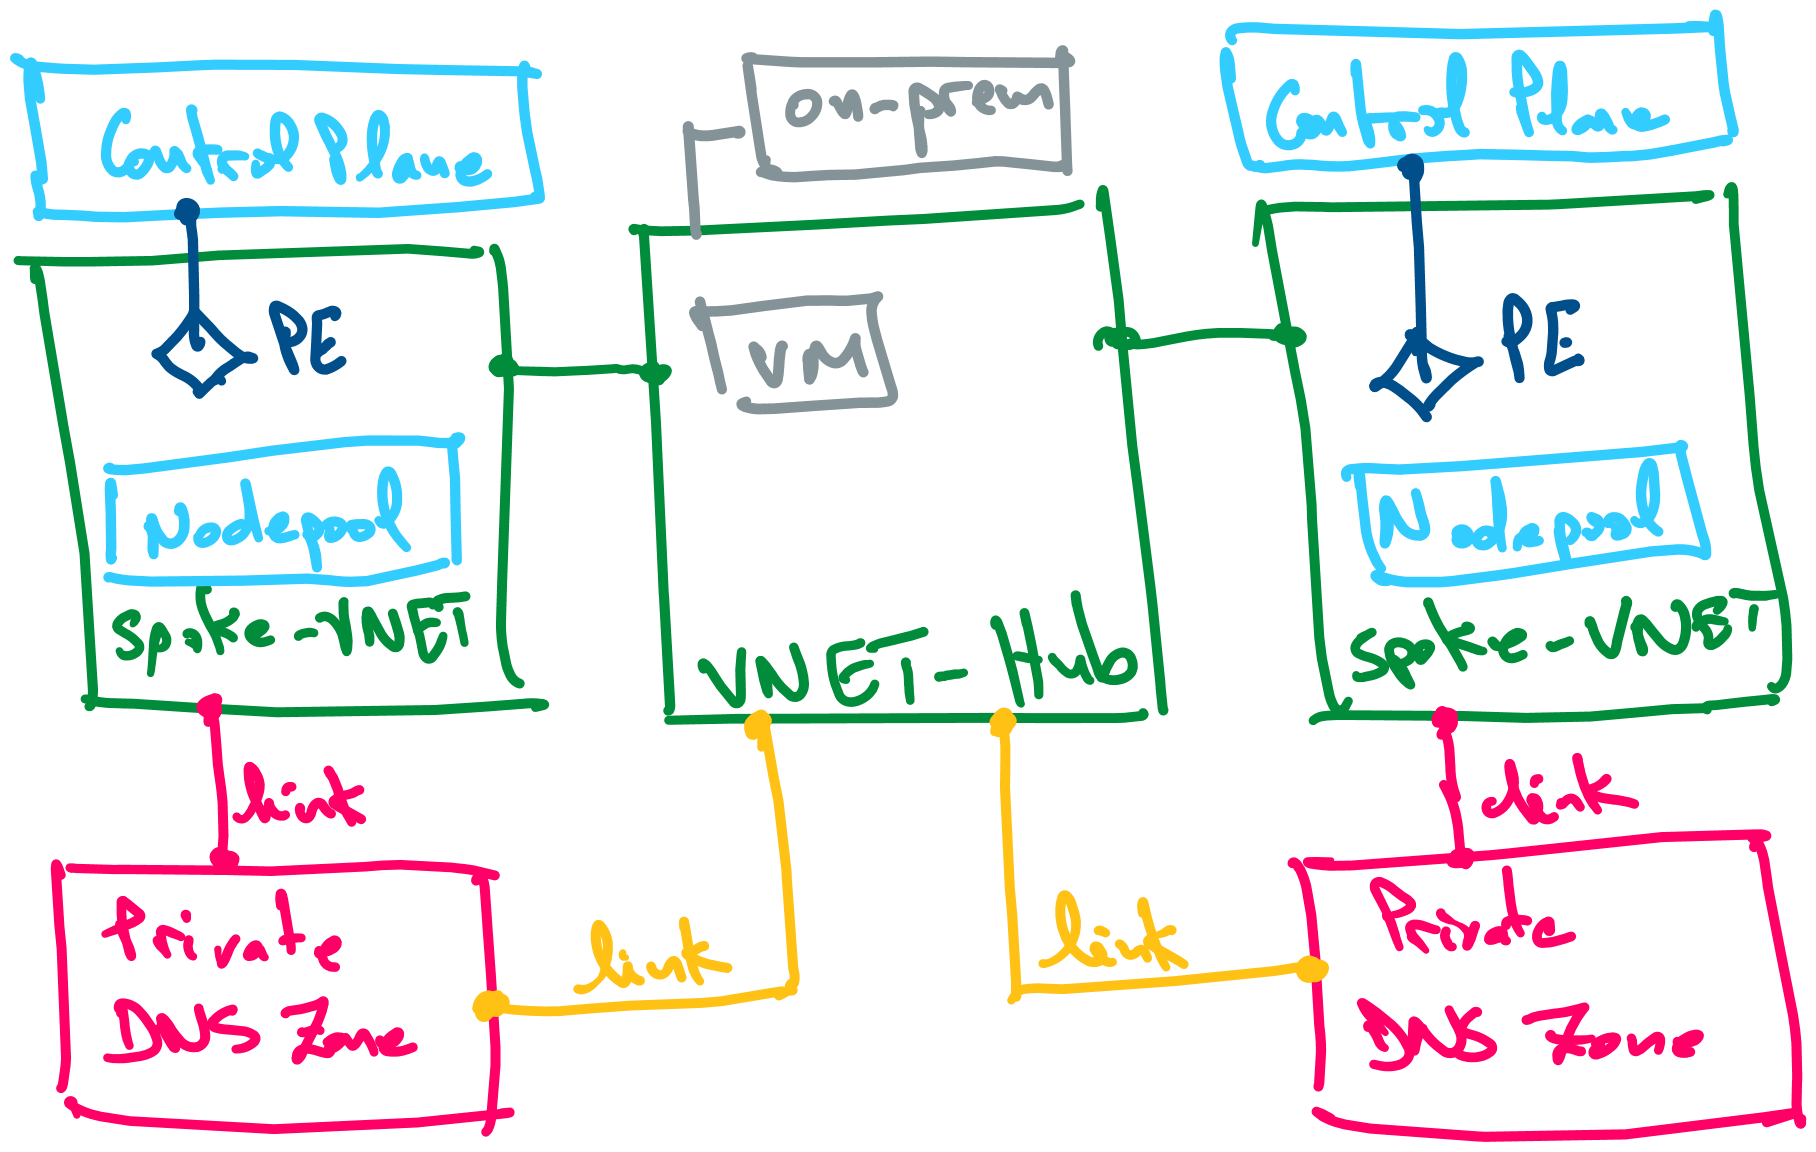 Control Plane
on-prem
Control Plane
PE
VM
PE
Nodepool
Nodepool
Spoke-VNET
VNET-Hub
Spoke-VNET
link
link
Private
DNS Zone
link
link
Private
DNS Zone